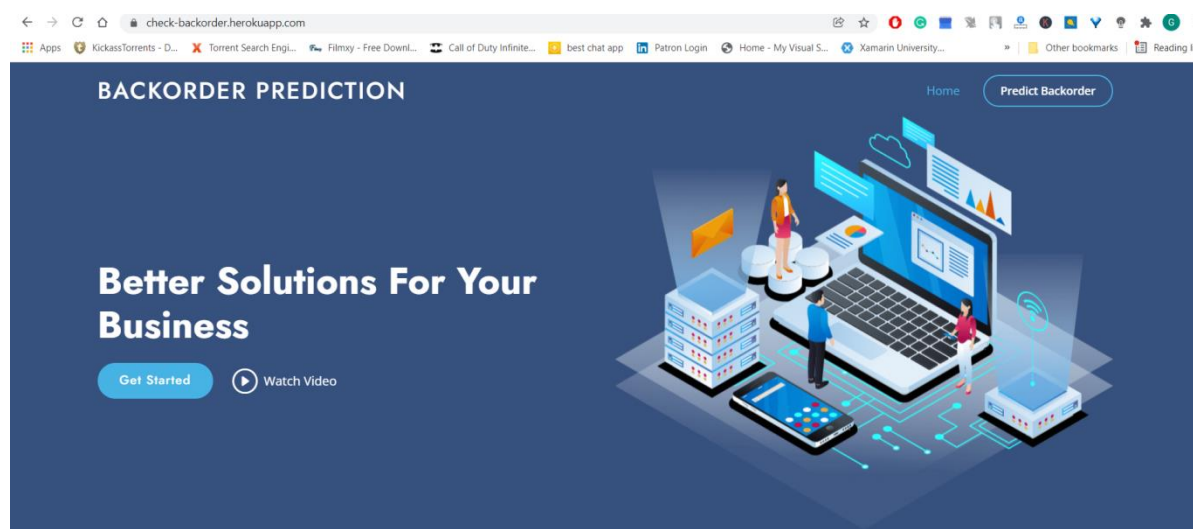 check-backorder.herokuapp.com
Apps KickassTorrents - D... Torrent Search Engi... Filmxy - Free Downl... Call of Duty Infinite... best chat app Patron Login Home - My Visual S... Xamarin University... » Other bookmarks Reading l
BACKORDER PREDICTION Home Predict Backorder
Better Solutions For Your
Business
Get Started Watch Video